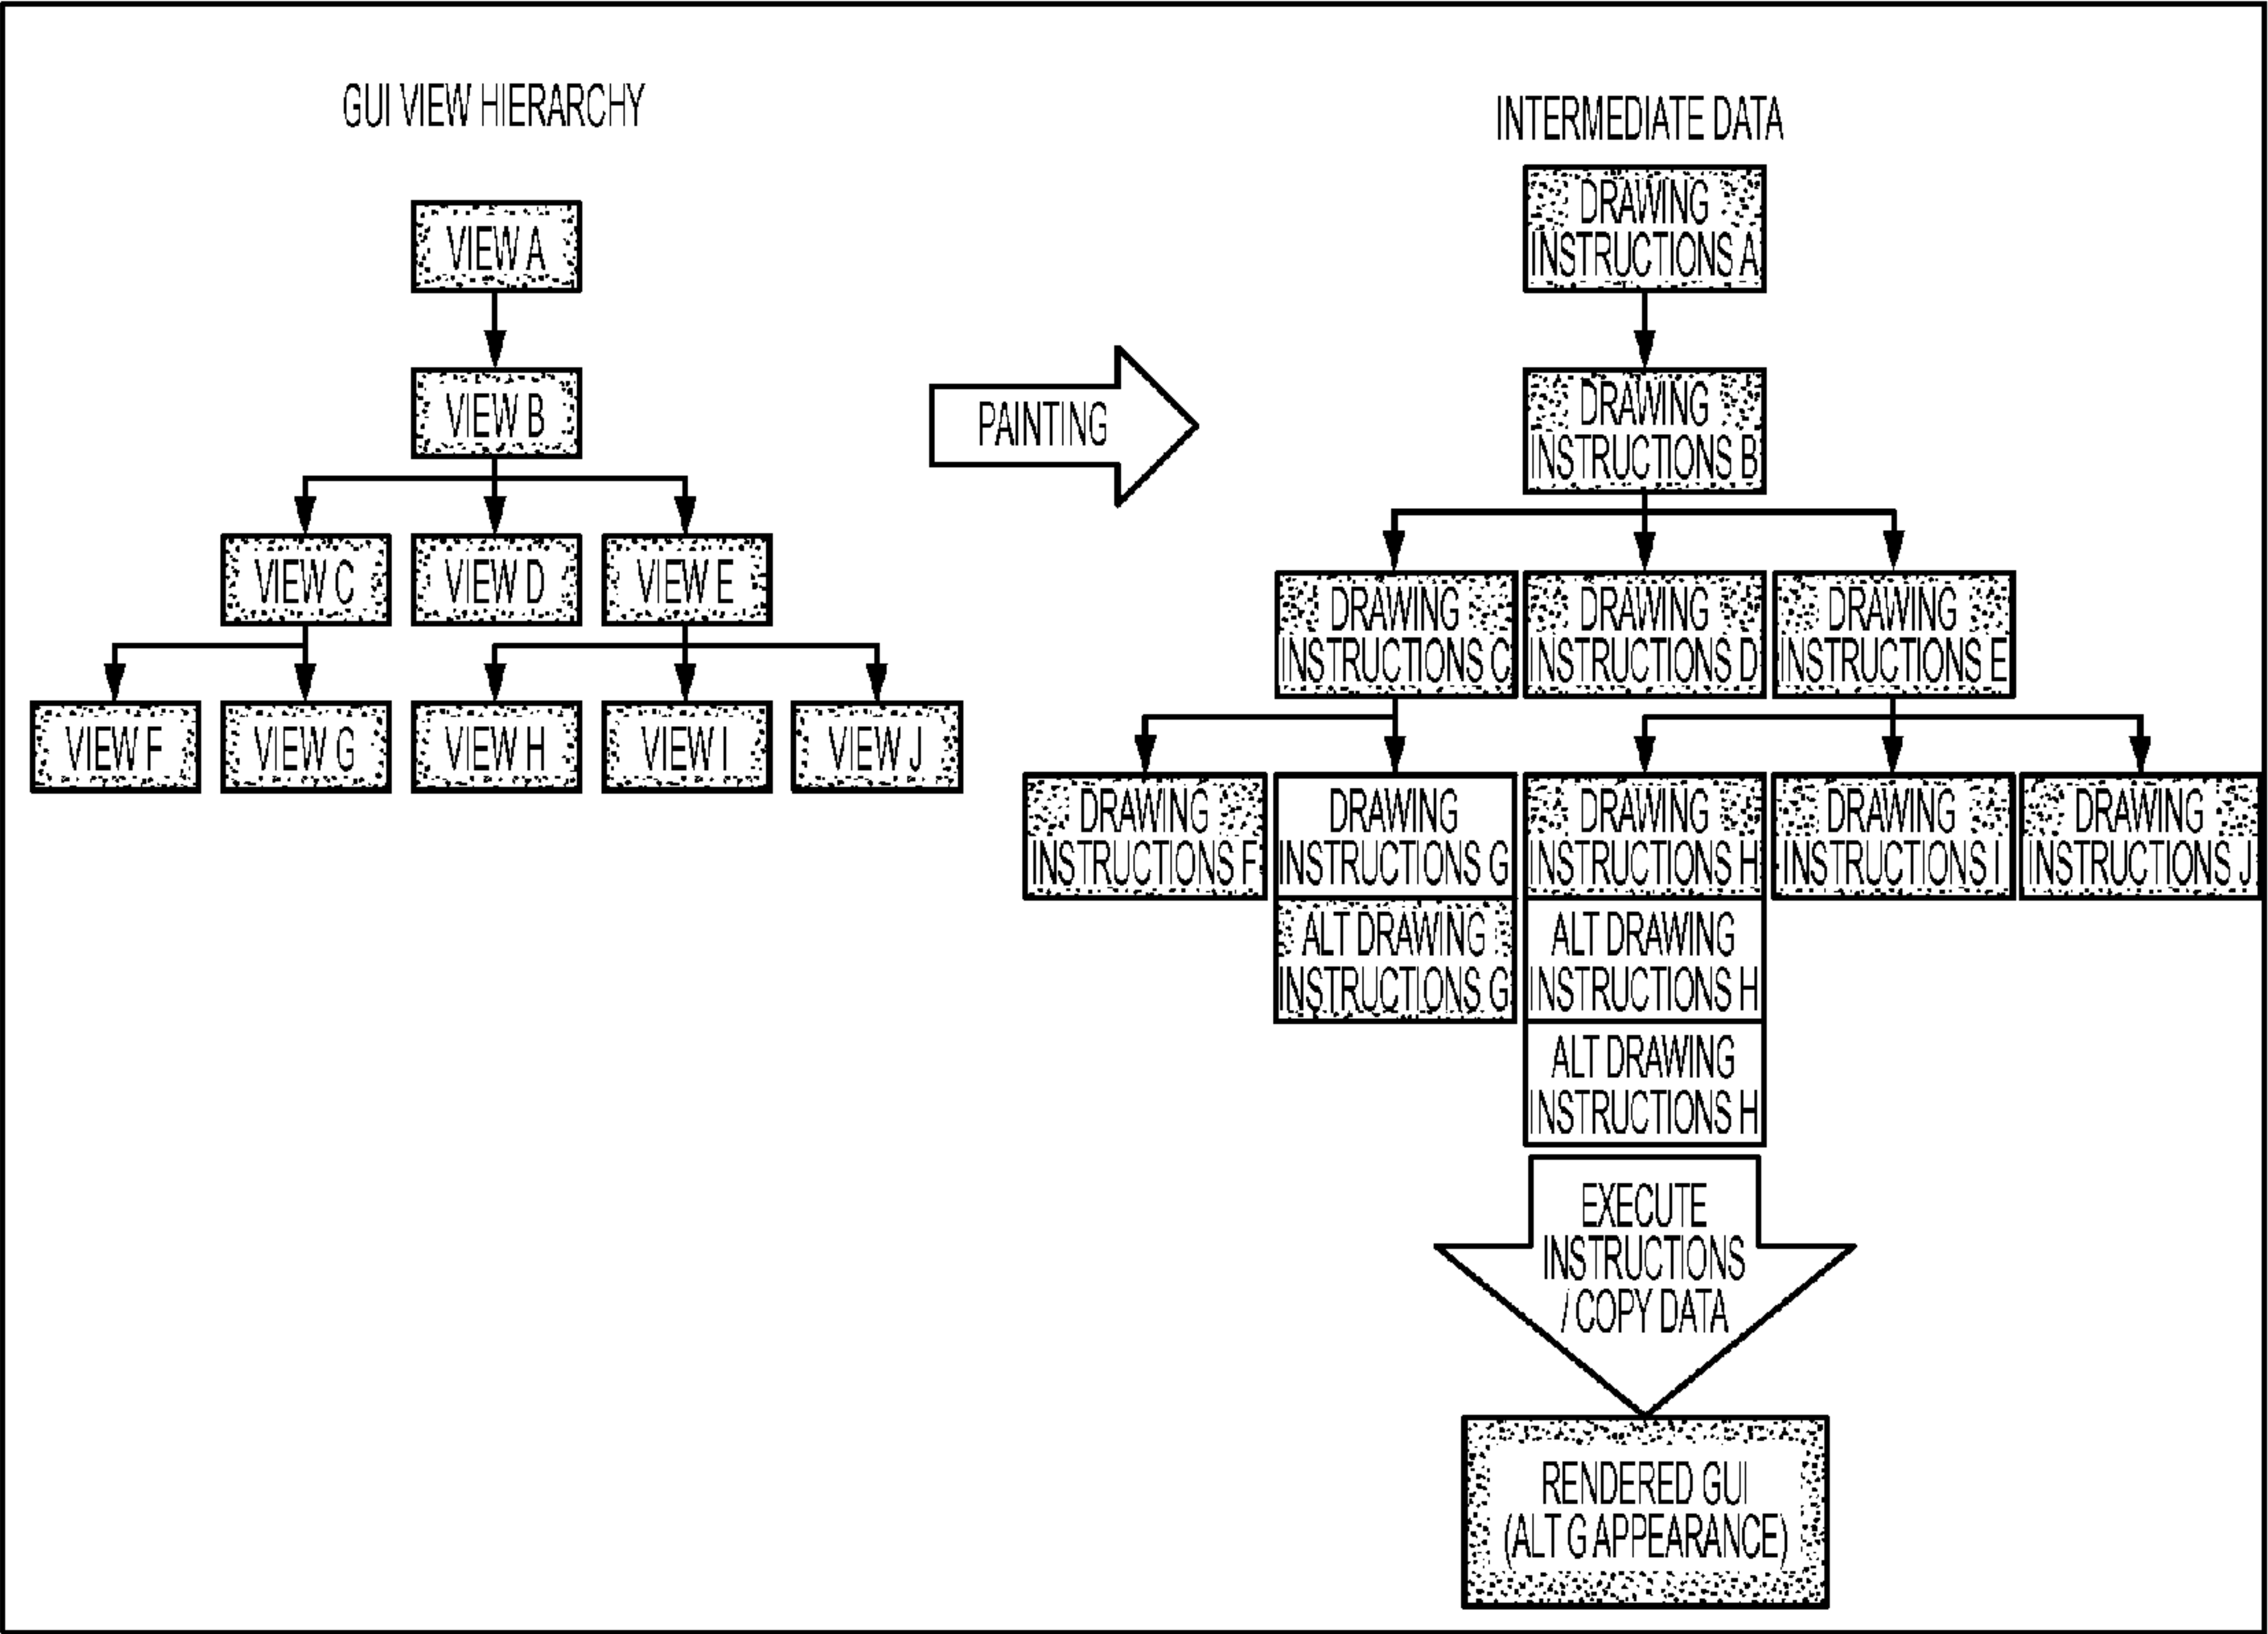 GUI VIEW HIERARCHY
VIEW A
VIEW B
VIEW C
VIEW D
VIEW E
VIEW F
VIEW G
VIEW H
VIEW I
VIEW J
PAINTING
INTERMEDIATE DATA
DRAWING
INSTRUCTIONS A
DRAWING
INSTRUCTIONS B
DRAWING
INSTRUCTIONS C
DRAWING
INSTRUCTIONS D
DRAWING
INSTRUCTIONS E
DRAWING
INSTRUCTIONS F
DRAWING
INSTRUCTIONS G
ALT DRAWING
INSTRUCTIONS G
DRAWING
INSTRUCTIONS H
ALT DRAWING
INSTRUCTIONS H
ALT DRAWING
INSTRUCTIONS H
DRAWING
INSTRUCTIONS I
DRAWING
INSTRUCTIONS J
EXECUTE
INSTRUCTIONS
/ COPY DATA
RENDERED GUI
(ALT G APPEARANCE)